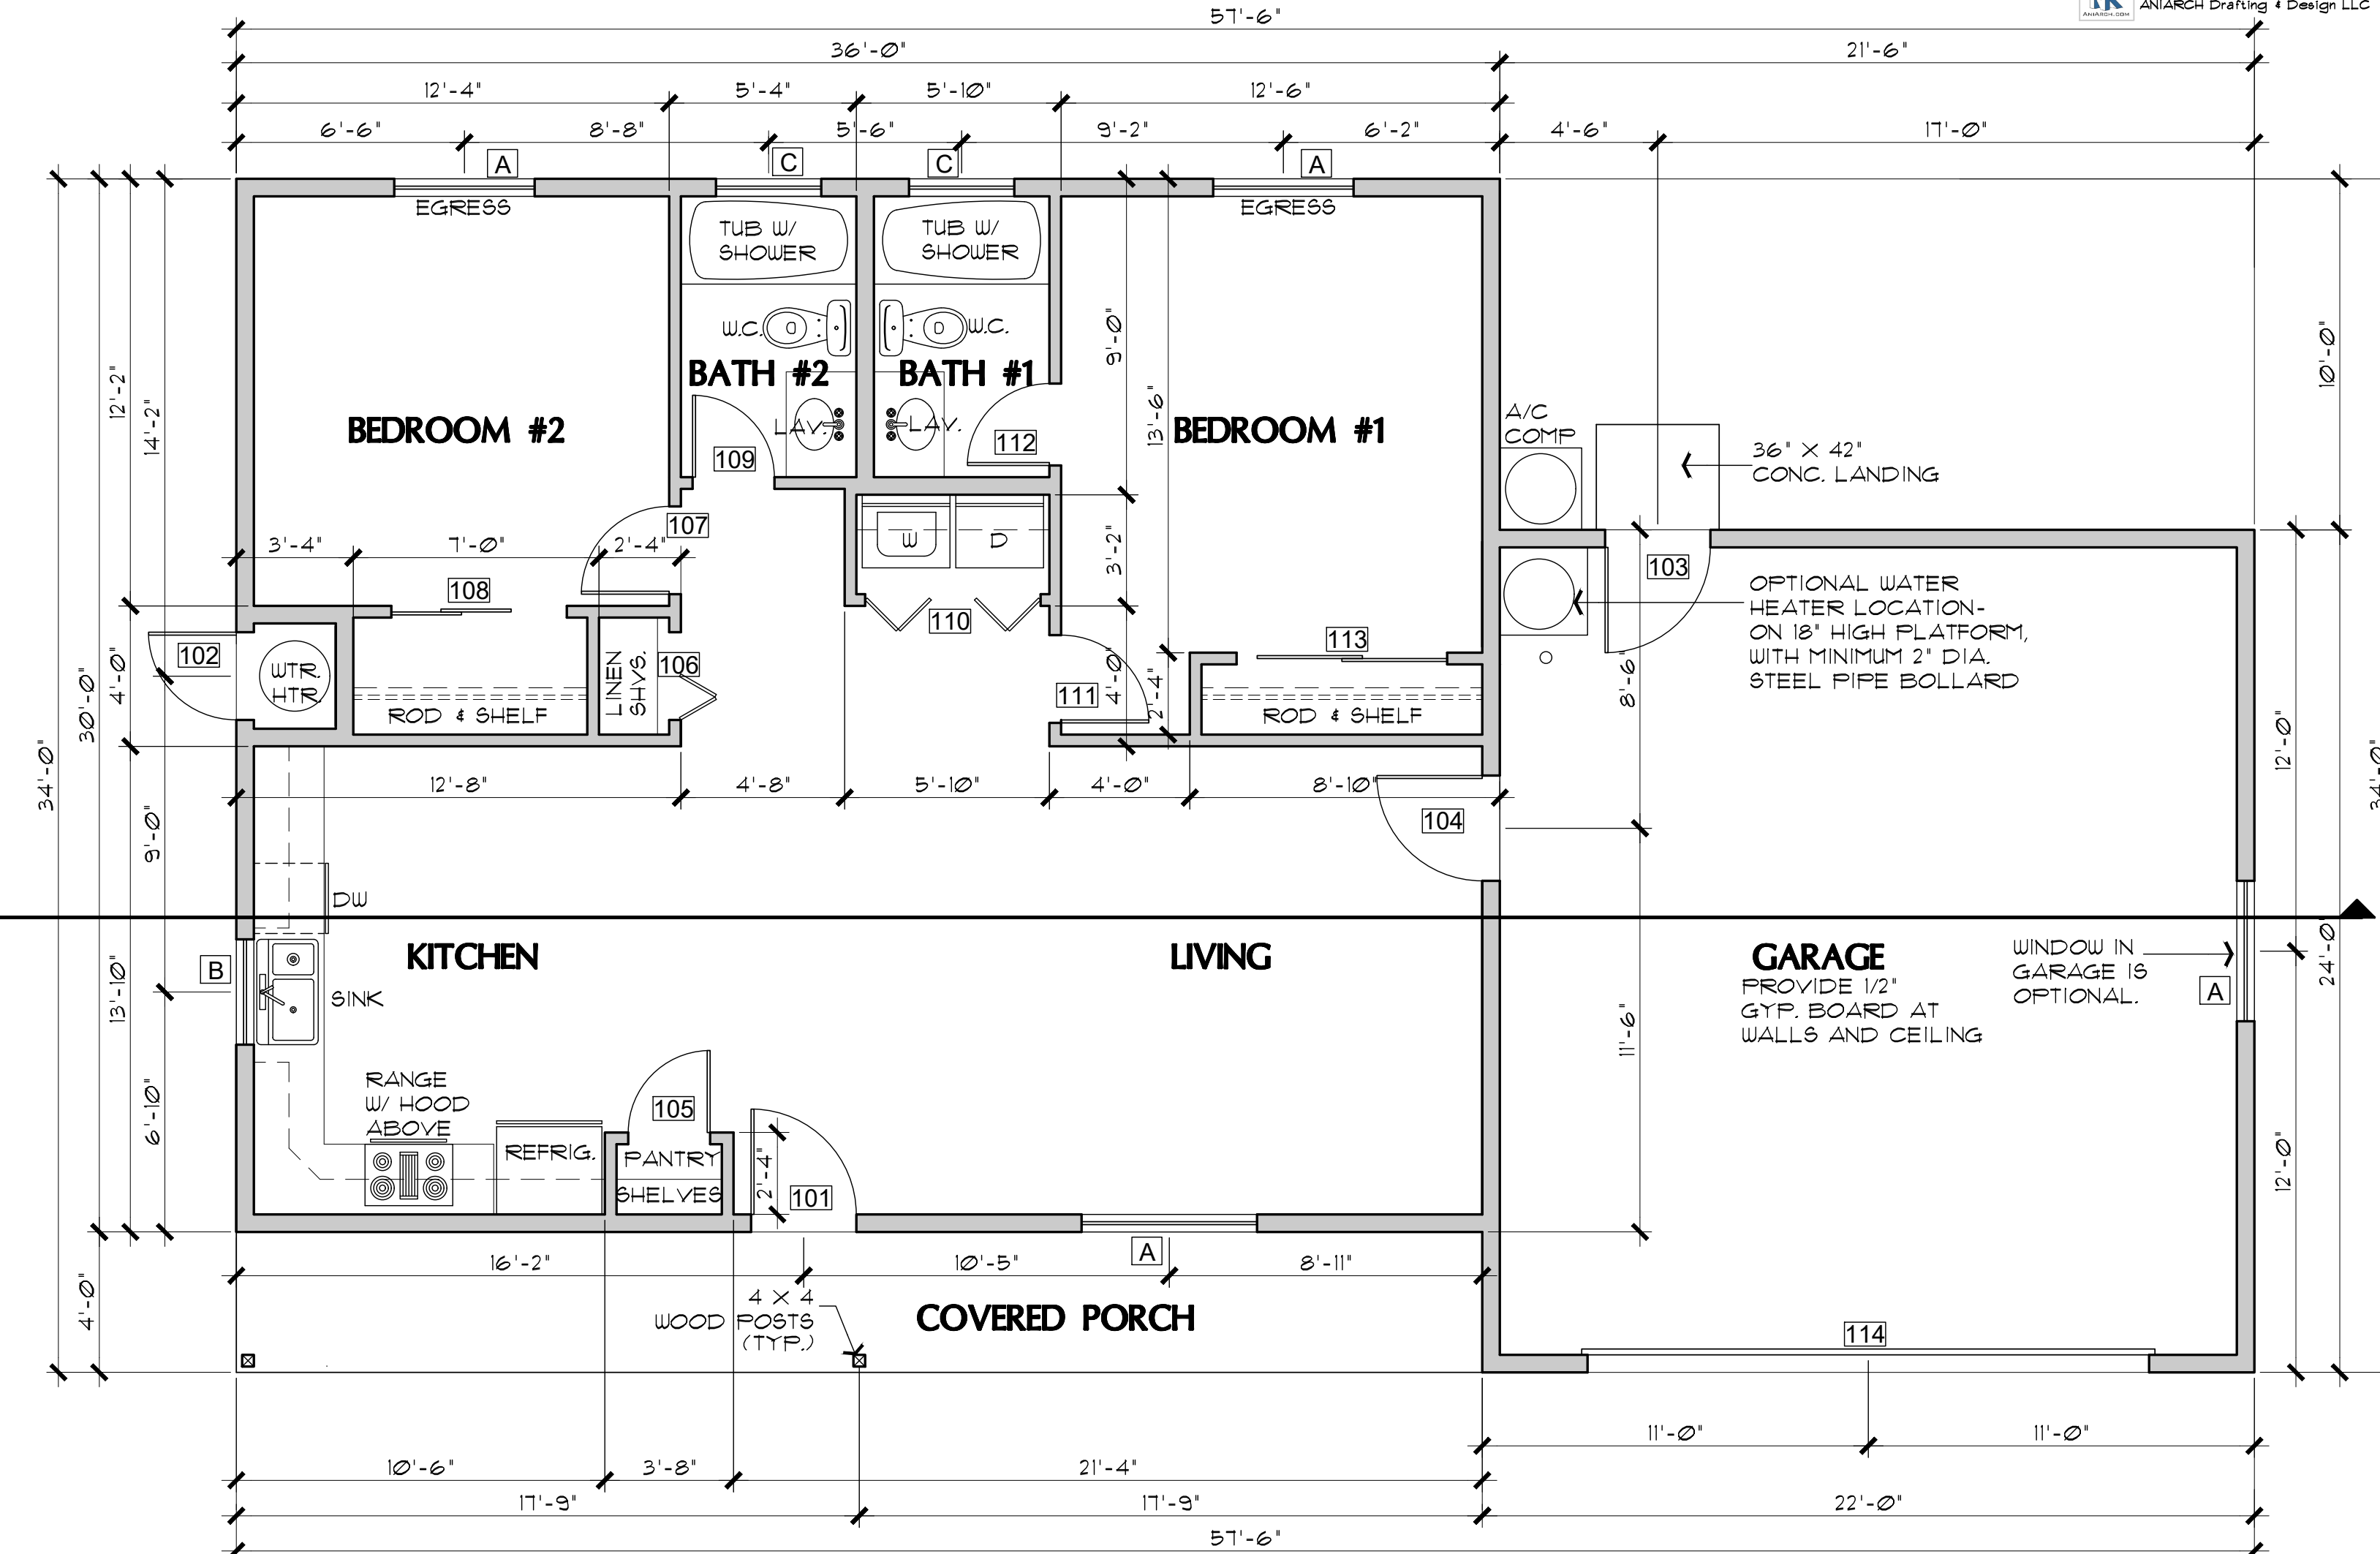 ANIARCH.COM
ANIARCH Drafting & Design LLC
57'-6"
36'-0"
21'-6"
12'-4"
5'-4"
5'-10"
12'-6"
6'-6"
8'-8"
5'-6"
9'-2"
6'-2"
4'-6"
17'-0"
A
C
C
A
EGRESS
EGRESS
TUB W/
SHOWER
TUB W/
SHOWER
W.C.
W.C.
BATH #2
BATH #1
LAV.
LAV.
BEDROOM #2
BEDROOM #1
109
112
107
A/C
COMP
36" X 42"
CONC. LANDING
12'-2"
14'-2"
9'-0"
13'-6"
10'-0"
3'-4"
7'-0"
2'-4"
W
D
3'-2"
108
103
110
OPTIONAL WATER
HEATER LOCATION-
ON 18" HIGH PLATFORM,
WITH MINIMUM 2" DIA.
STEEL PIPE BOLLARD
102
WTR.
HTR.
LINEN
SHVS.
106
111
113
ROD & SHELF
ROD & SHELF
4'-0"
2'-4"
8'-6"
30'-0"
4'-0"
34'-0"
12'-0"
34'-0"
12'-8"
4'-8"
5'-10"
4'-0"
8'-10"
104
9'-0"
DW
B
SINK
KITCHEN
LIVING
GARAGE
PROVIDE 1/2"
GYP. BOARD AT
WALLS AND CEILING
WINDOW IN
GARAGE IS
OPTIONAL.
A
24'-0"
13'-10"
11'-6"
6'-10"
RANGE
W/ HOOD
ABOVE
REFRIG.
105
PANTRY
SHELVES
2'-4"
101
12'-0"
16'-2"
10'-5"
A
8'-11"
4'-0"
4 X 4
WOOD POSTS
(TYP.)
COVERED PORCH
114
11'-0"
11'-0"
10'-6"
3'-8"
21'-4"
17'-9"
17'-9"
22'-0"
57'-6"